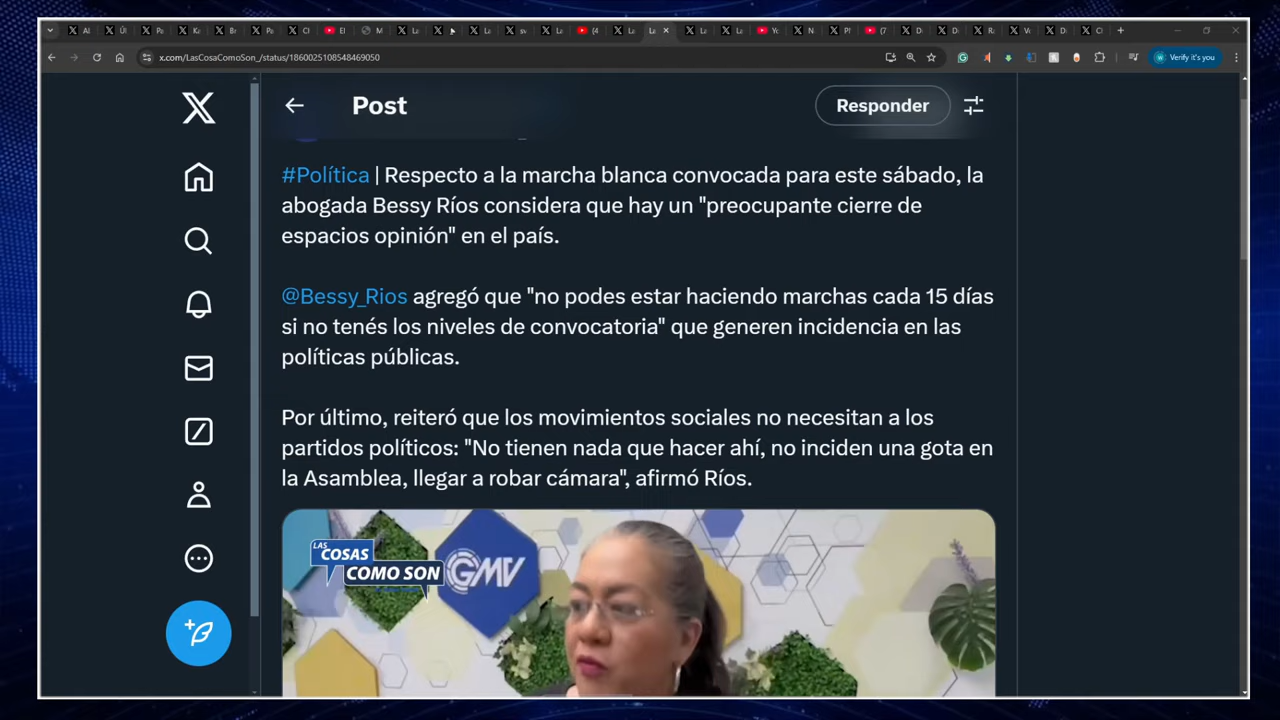 x.com/LasCosaComoSon_/status/1860025108548469050
Verify it's you
Post
Responder
#Política | Respecto a la marcha blanca convocada para este sábado, la
abogada Bessy Ríos considera que hay un "preocupante cierre de
espacios opinión" en el país.
@Bessy_Rios agregó que "no podes estar haciendo marchas cada 15 días
si no tenés los niveles de convocatoria" que generen incidencia en las
políticas públicas.
Por último, reiteró que los movimientos sociales no necesitan a los
partidos políticos: "No tienen nada que hacer ahí, no inciden una gota en
la Asamblea, llegar a robar cámara", afirmó Ríos.
LAS
COSAS
COMO SON
GMV